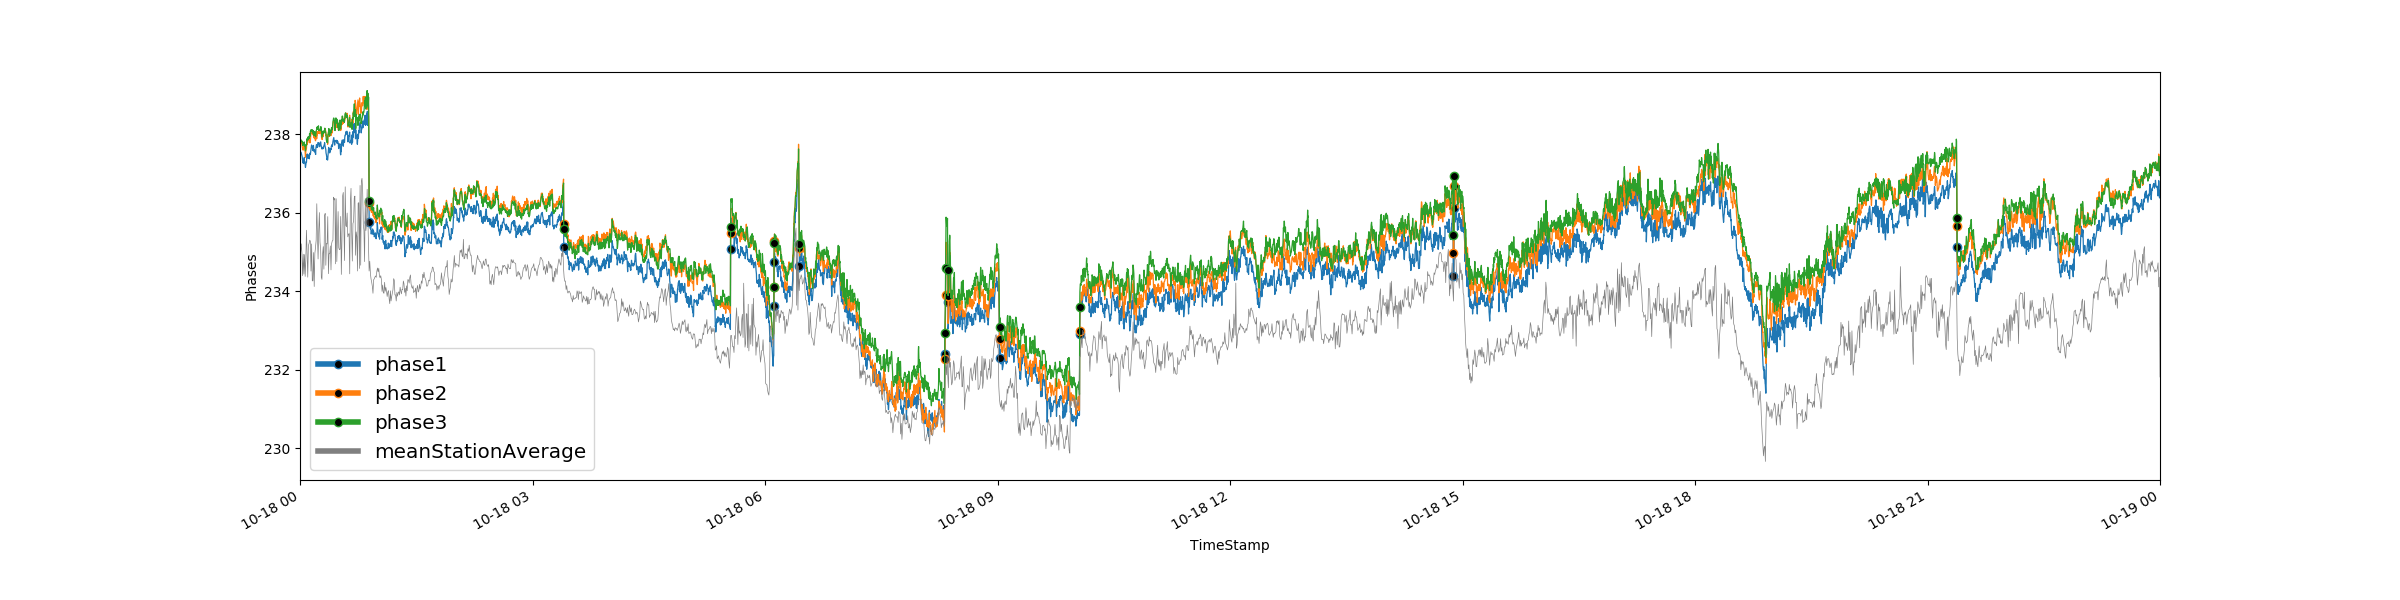 238
236
234
232
230
Phases
phase1
phase2
phase3
meanStationAverage
10-18 00
10-18 03
10-18 06
10-18 09
10-18 12
10-18 15
10-18 18
10-18 21
10-19 00
TimeStamp